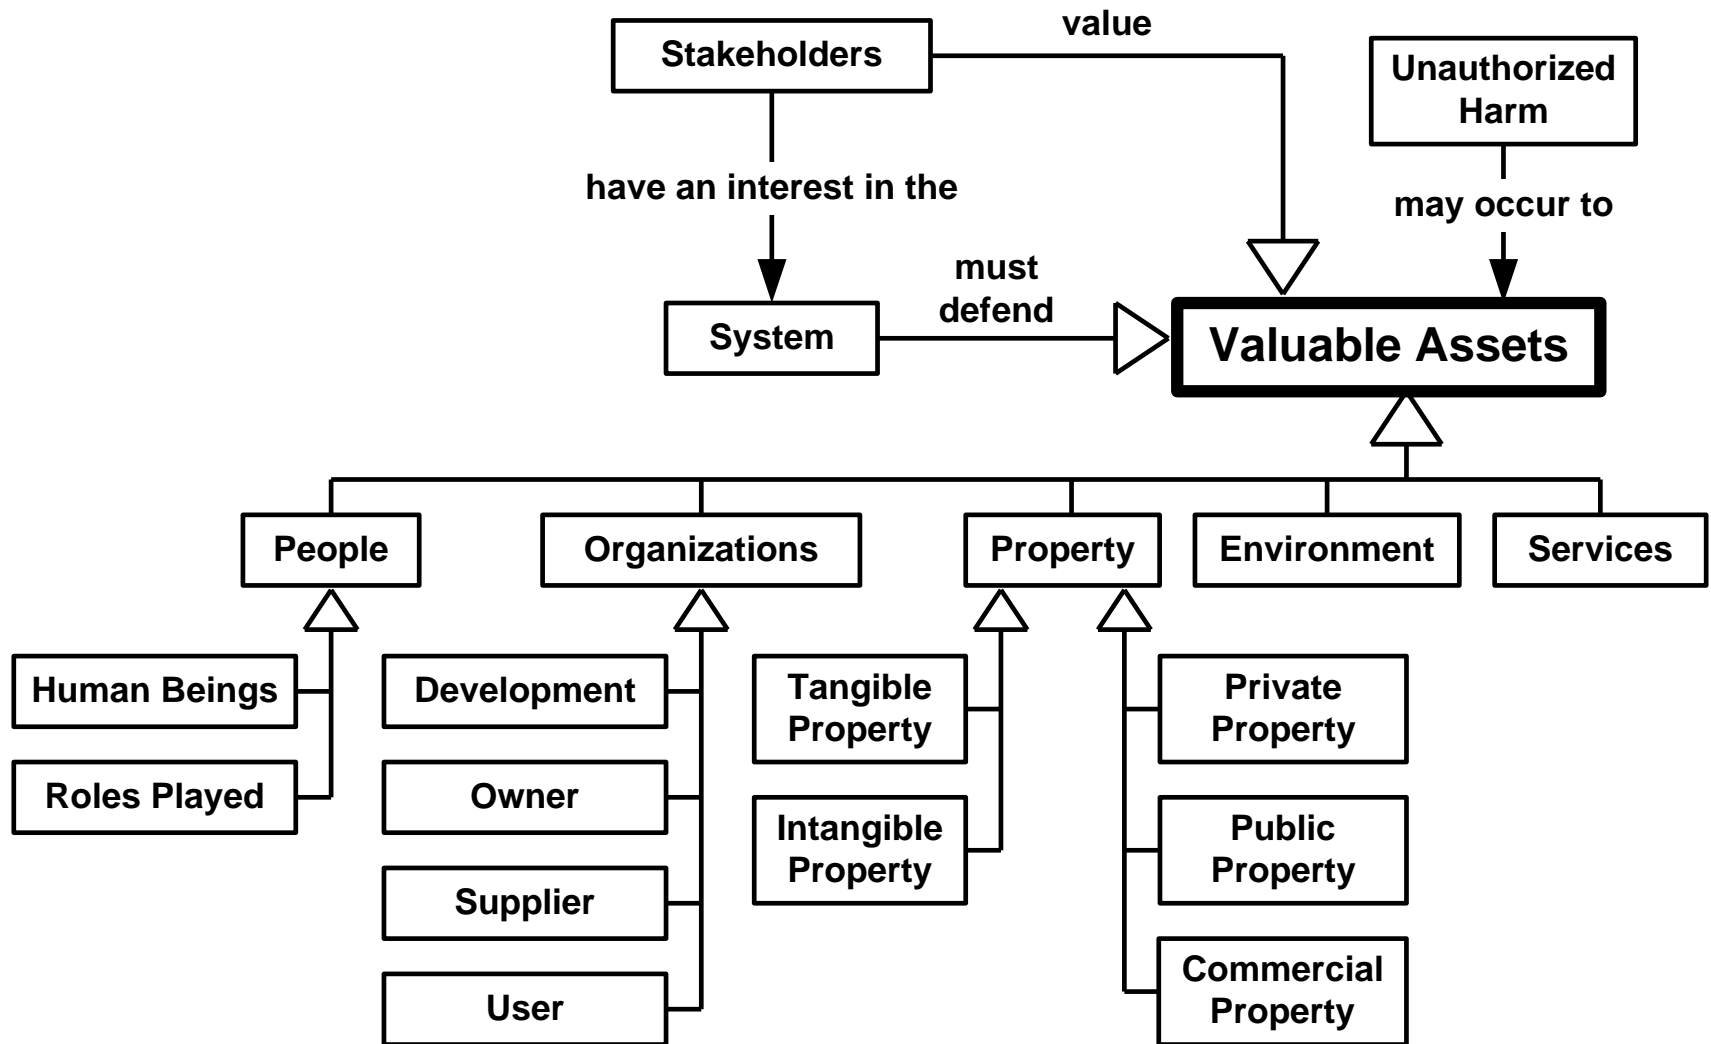 value
Stakeholders
Unauthorized
Harm
have an interest in the
may occur to
must
defend
System
Valuable Assets
People
Organizations
Property
Environment
Services
Human Beings
Roles Played
Development
Owner
Supplier
User
Tangible
Property
Intangible
Property
Private
Property
Public
Property
Commercial
Property